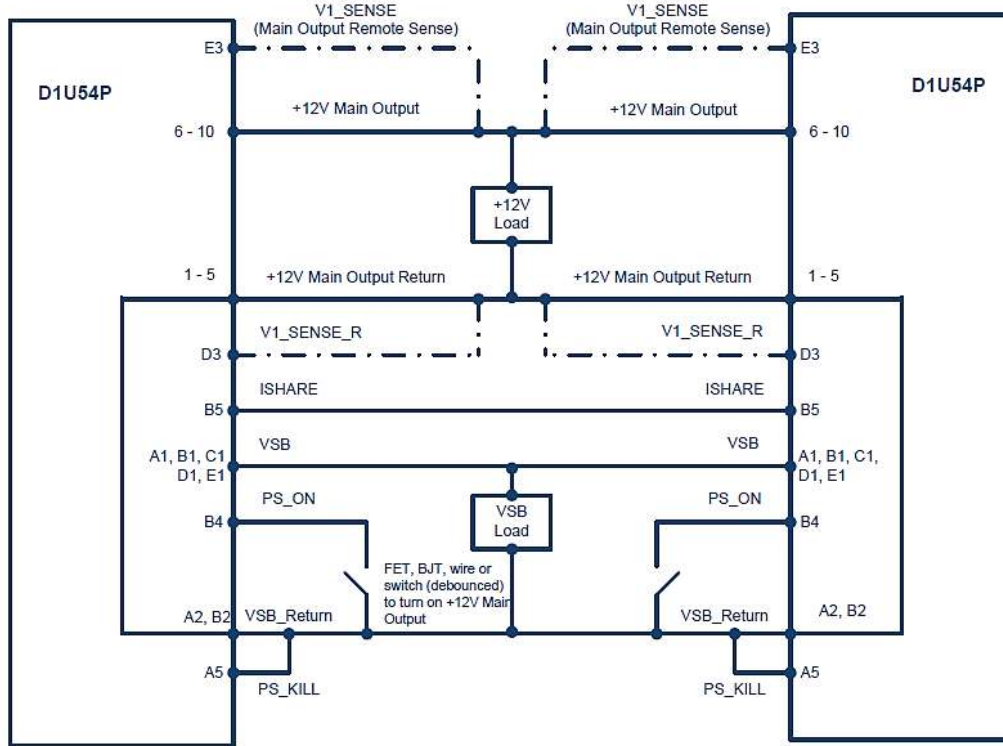 V1_SENSE
(Main Output Remote Sense)
V1_SENSE
(Main Output Remote Sense)
E3
E3
D1U54P
D1U54P
+12V Main Output
+12V Main Output
6 - 10
6 - 10
+12V
Load
1 - 5
+12V Main Output Return
+12V Main Output Return
1 - 5
V1_SENSE_R
V1_SENSE_R
D3
D3
ISHARE
ISHARE
B5
B5
VSB
VSB
A1, B1, C1
D1, E1
A1, B1, C1,
D1, E1
PS_ON
PS_ON
VSB
Load
B4
B4
FET, BJT, wire or
switch (debounced)
to turn on +12V Main
Output
A2, B2
VSB_Return
VSB_Return
A2, B2
A5
A5
PS_KILL
PS_KILL